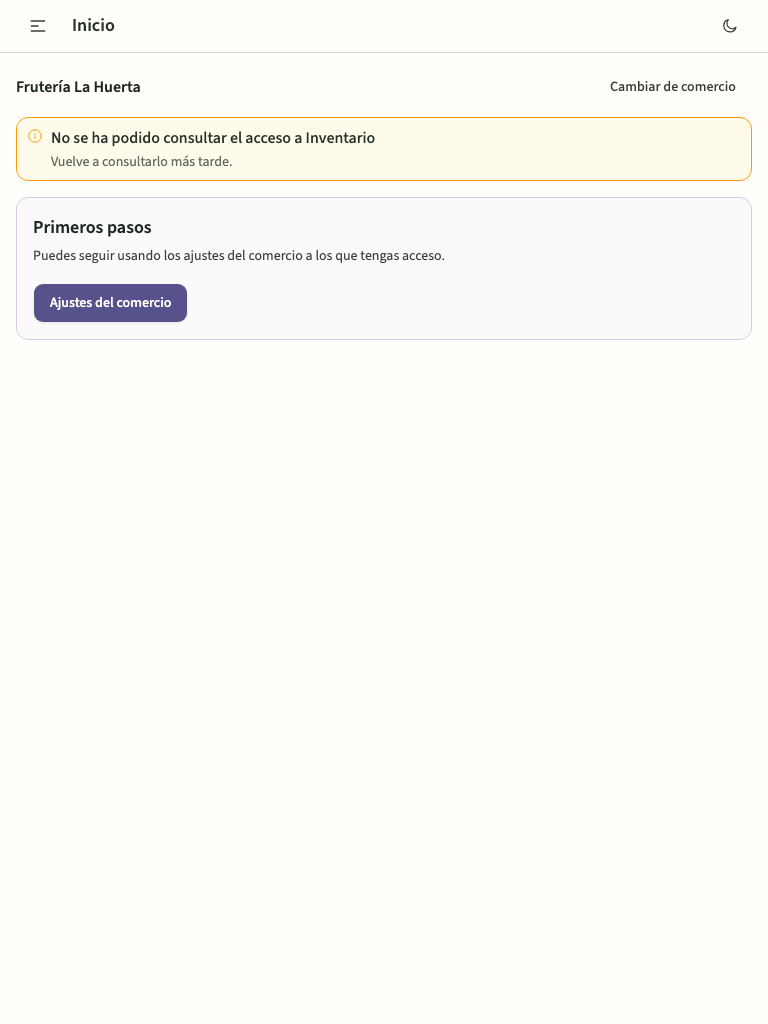 Inicio
Frutería La Huerta
Cambiar de comercio
No se ha podido consultar el acceso a Inventario
Vuelve a consultarlo más tarde.
Primeros pasos
Puedes seguir usando los ajustes del comercio a los que tengas acceso.
Ajustes del comercio